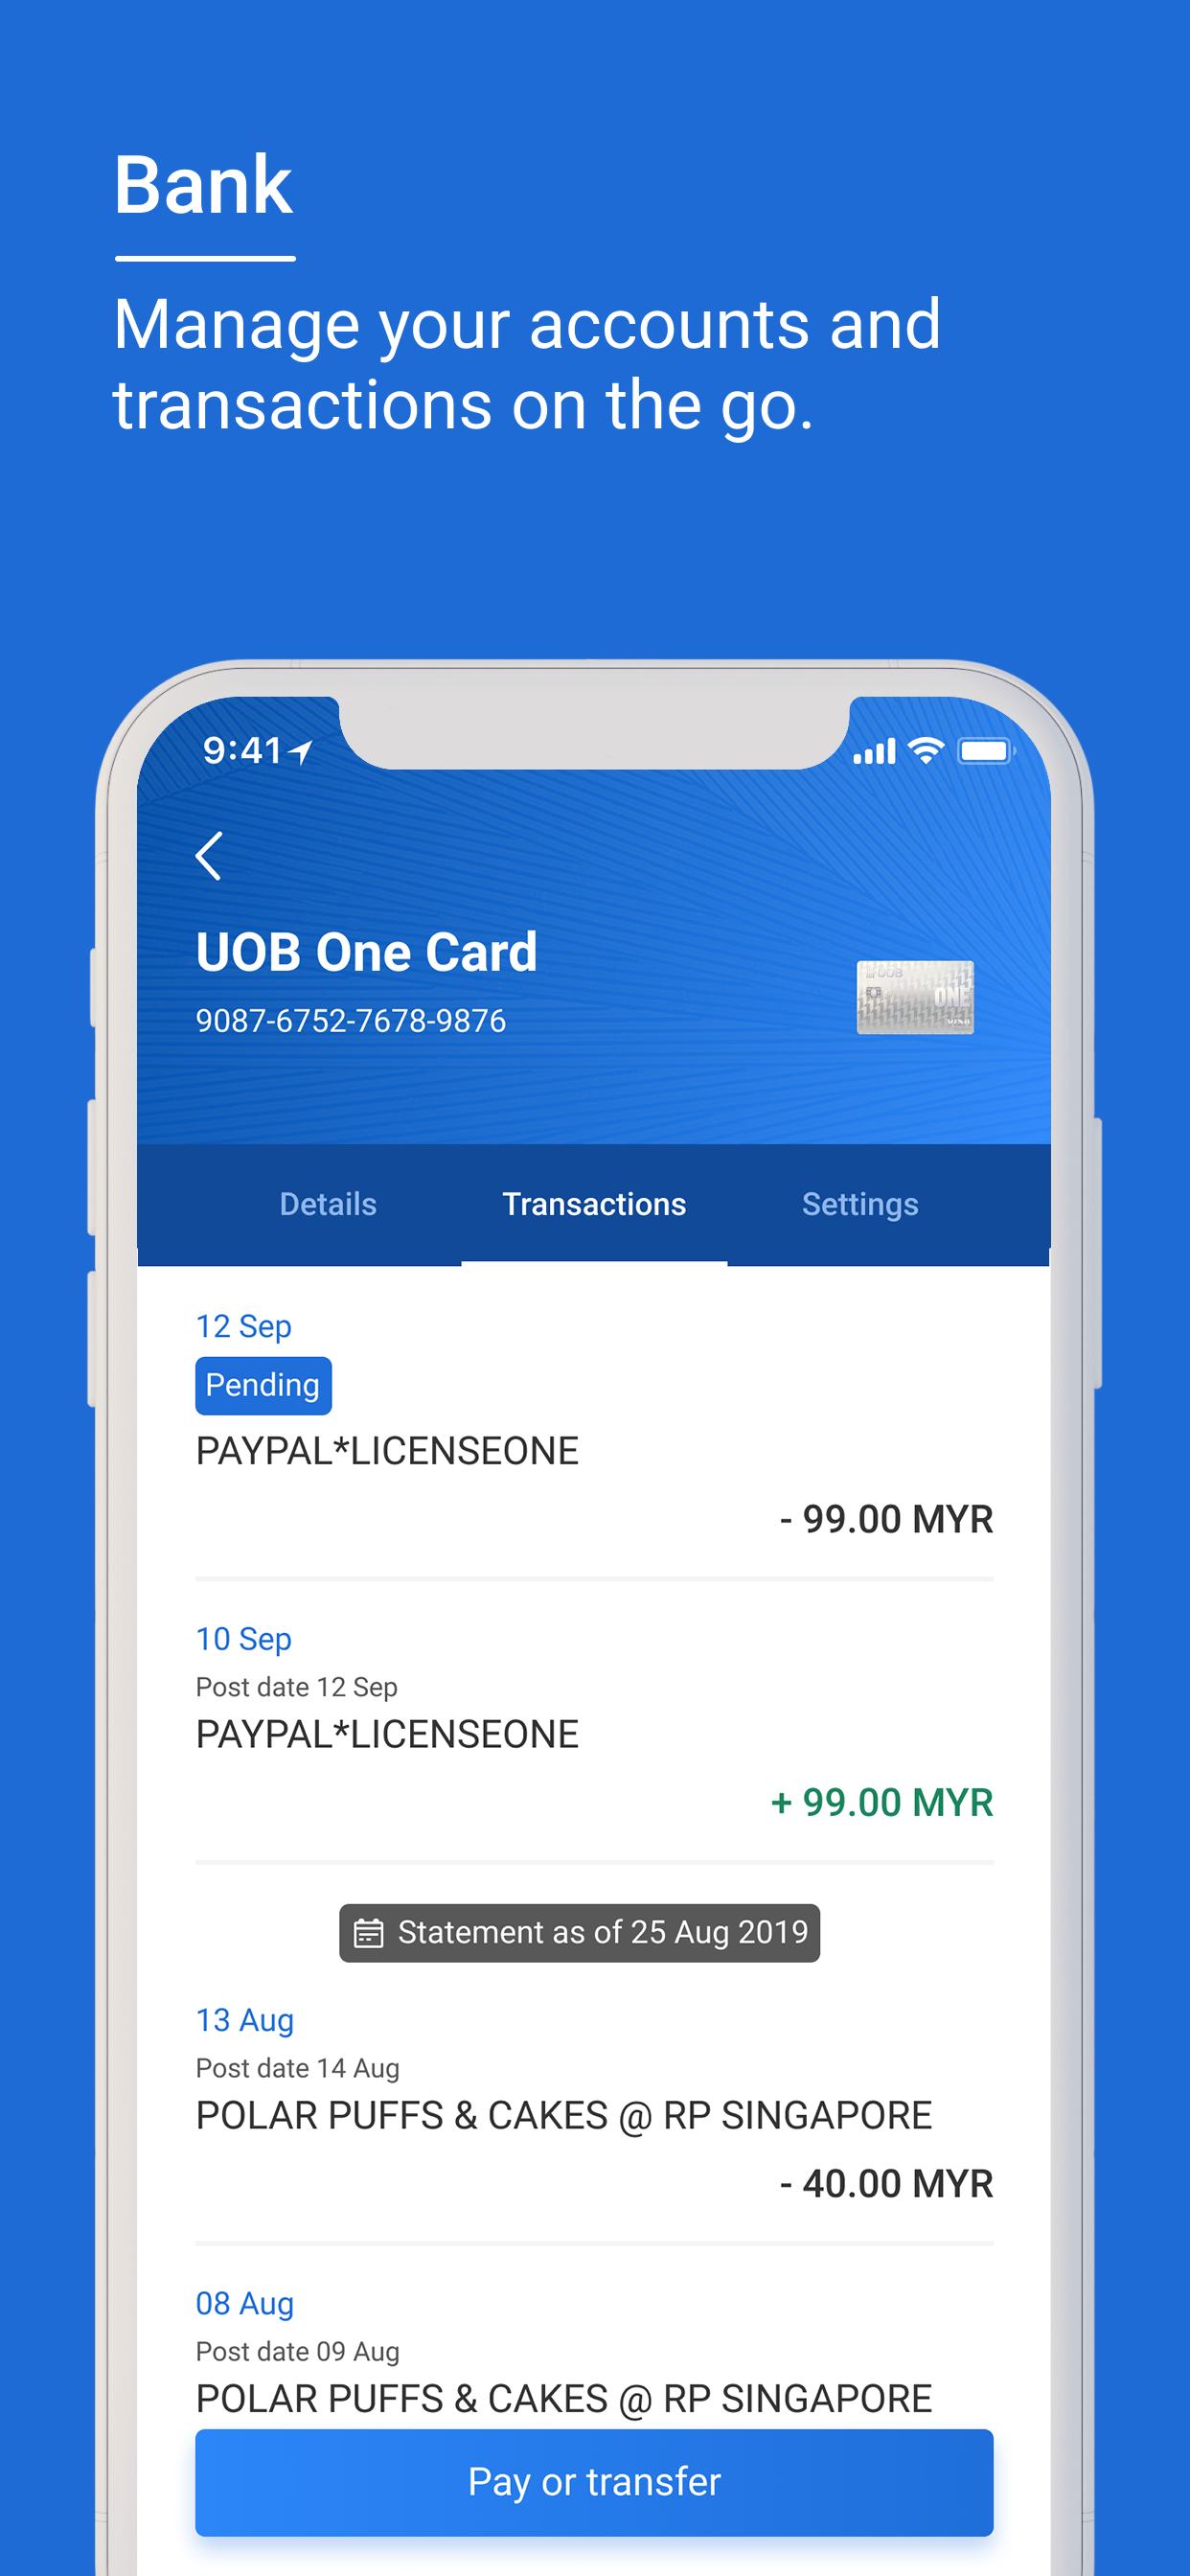 Bank
Manage your accounts and
transactions on the go.
9:41
UOB One Card
9087-6752-7678-9876
UOB
ONE
VISA
Details
Transactions
Settings
12 Sep
Pending
PAYPAL*LICENSEONE
- 99.00 MYR
10 Sep
Post date 12 Sep
PAYPAL*LICENSEONE
+ 99.00 MYR
Statement as of 25 Aug 2019
13 Aug
Post date 14 Aug
POLAR PUFFS & CAKES @ RP SINGAPORE
- 40.00 MYR
08 Aug
Post date 09 Aug
POLAR PUFFS & CAKES @ RP SINGAPORE
Pay or transfer